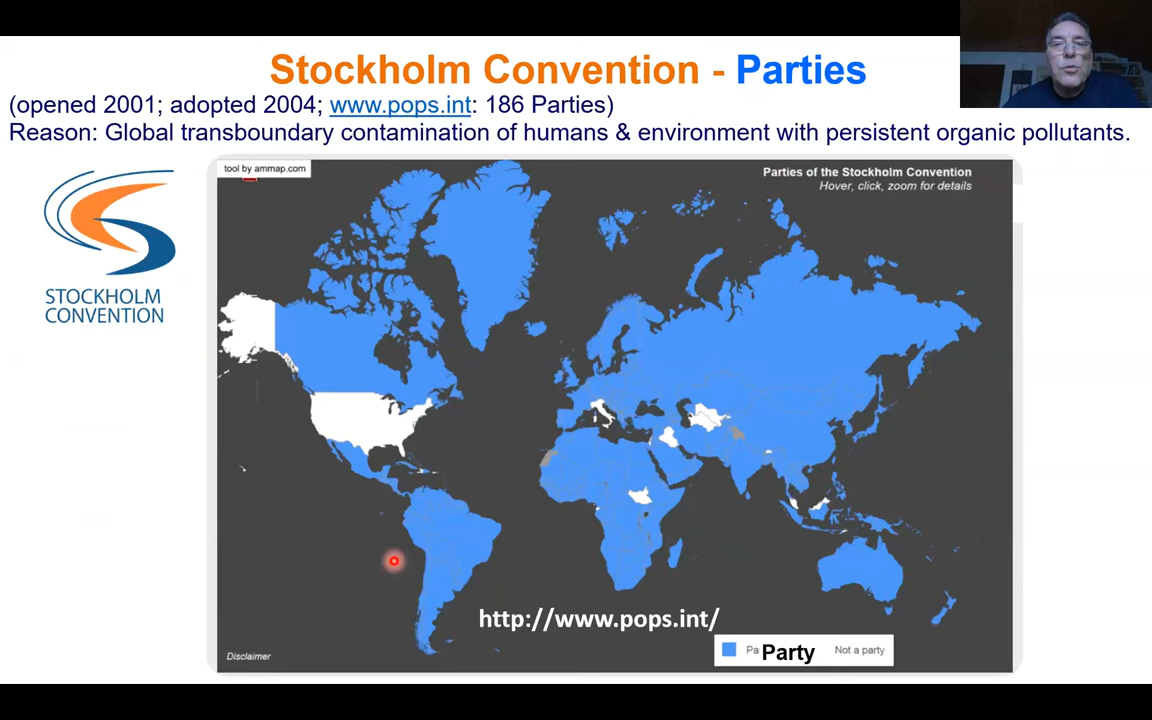 Stockholm Convention - Parties
(opened 2001; adopted 2004; www.pops.int: 186 Parties)
Reason: Global transboundary contamination of humans & environment with persistent organic pollutants.
STOCKHOLM
CONVENTION
tool by ammap.com
Parties of the Stockholm Convention
Hover, click, zoom for details
http://www.pops.int/
Disclaimer
Pa Party Not a party